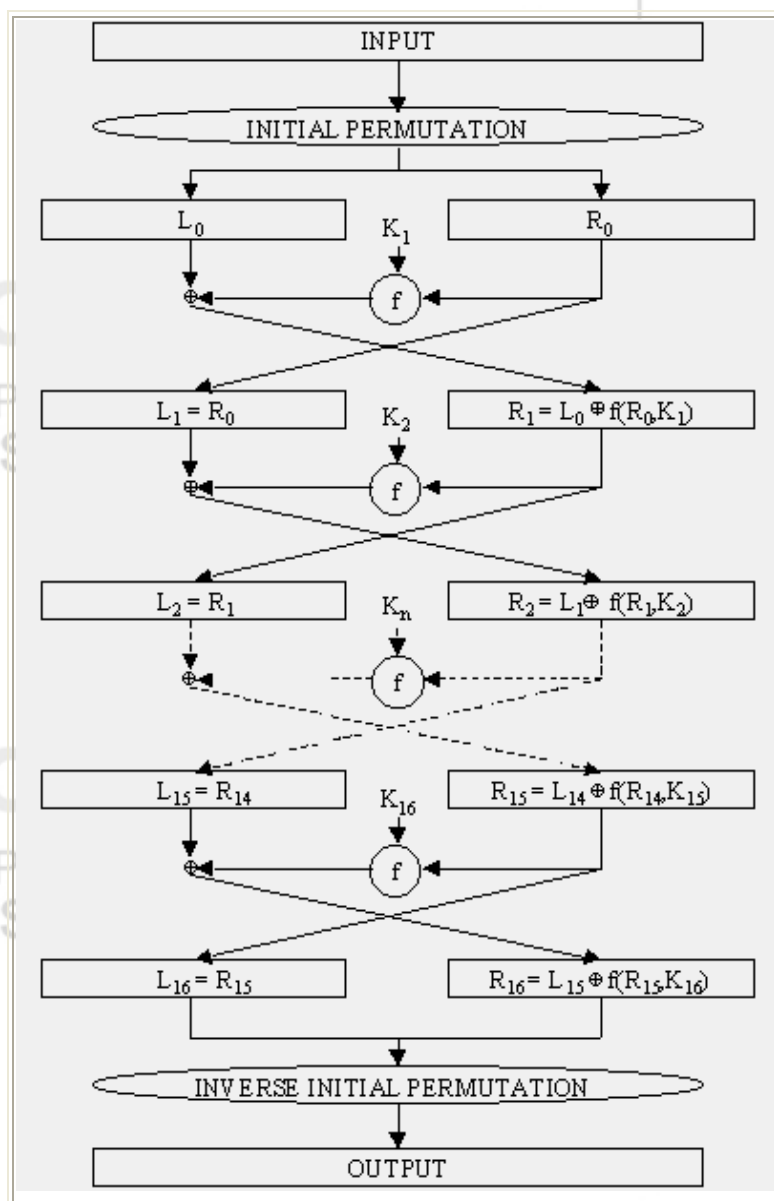 INPUT
INITIAL PERMUTATION
L₀
K₁
R₀
f
L₁ = R₀
K₂
R₁ = L₀ ⊕ f(R₀,K₁)
f
L₂ = R₁
Kₙ
R₂ = L₁ ⊕ f(R₁,K₂)
f
L₁₅ = R₁₄
K₁₆
R₁₅ = L₁₄ ⊕ f(R₁₄,K₁₅)
f
L₁₆ = R₁₅
R₁₆ = L₁₅ ⊕ f(R₁₅,K₁₆)
INVERSE INITIAL PERMUTATION
OUTPUT